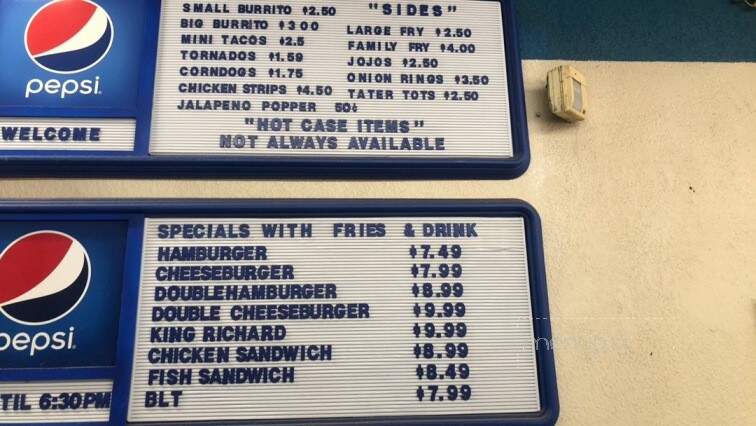 pepsi
WELCOME
SMALL BURRITO $2.50
BIG BURRITO $3 00
MINI TACOS $2.5
TORNADOS $1.59
CORNDOGS $1.75
CHICKEN STRIPS $4.50
JALAPENO POPPER 50¢
"SIDES"
LARGE FRY $2.50
FAMILY FRY $4.00
JOJOS $2.50
ONION RINGS $3.50
TATER TOTS $2.50
"HOT CASE ITEMS"
NOT ALWAYS AVAILABLE
pepsi
TIL 6:30PM
SPECIALS WITH FRIES & DRINK
HAMBURGER $7.49
CHEESEBURGER $7.99
DOUBLEHAMBURGER $8.99
DOUBLE CHEESEBURGER $9.99
KING RICHARD $9.99
CHICKEN SANDWICH $8.99
FISH SANDWICH $8.49
BLT $7.99